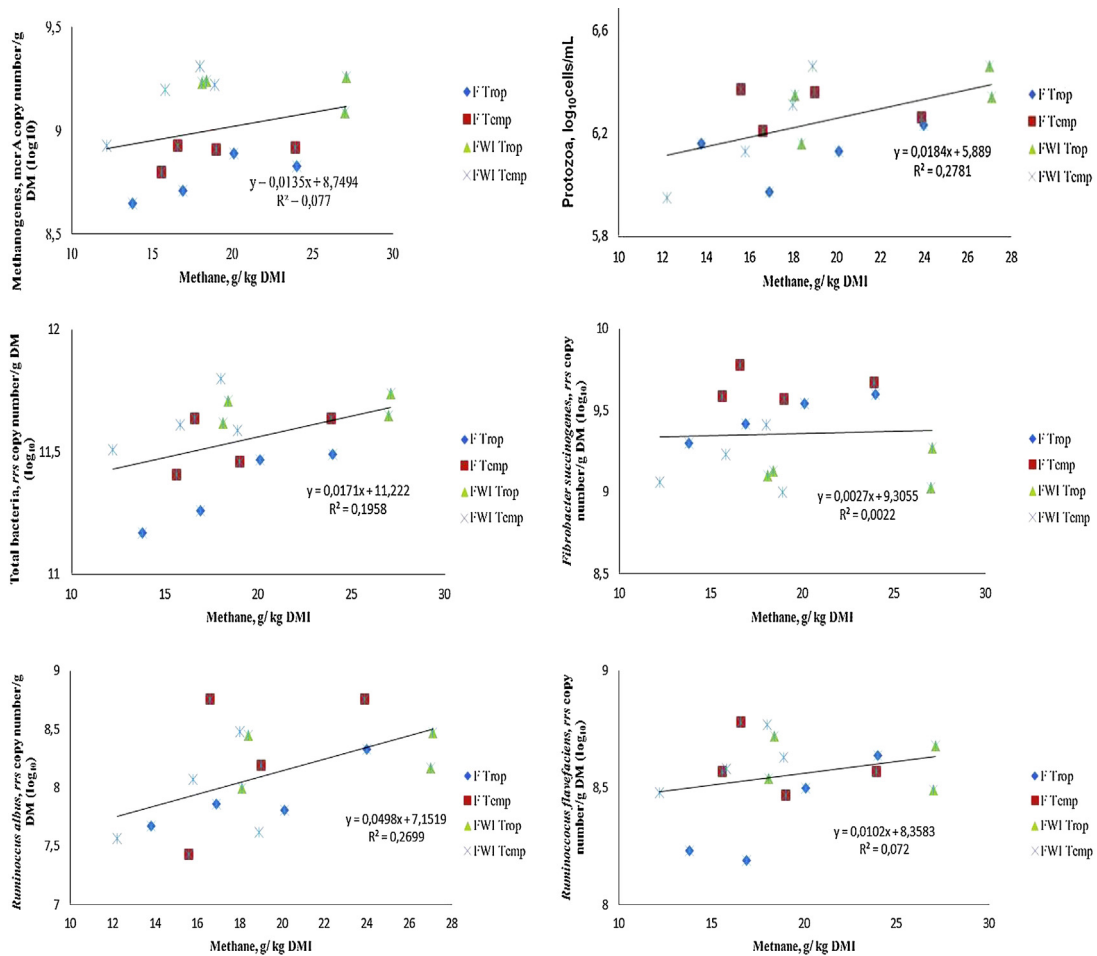 9,5
9
8,5
10
15
20
25
30
Methanogenes, mcrA copy number/g
DM (log10)
Methane, g/ kg DMI
y – 0,0135x + 8,7494
R² – 0,077
F Trop
F Temp
FWI Trop
FWI Temp
6,6
6,2
5,8
10
12
14
16
18
20
22
24
26
28
Protozoa, log10cells/mL
Methane, g/ kg DMI
y = 0,0184x + 5,889
R² = 0,2781
F Trop
F Temp
FWI Trop
FWI Temp
12
11,5
11
10
15
20
25
30
Total bacteria, rrs copy number/g DM
(log10)
Methane, g/ kg DMI
y = 0,0171x + 11,222
R² = 0,1958
F Trop
F Temp
FWI Trop
FWI Temp
10
9,5
9
8,5
10
15
20
25
30
Fibrobacter succinogenes,, rrs copy
number/g DM (log10)
Methane, g/ kg DMI
y = 0,0027x + 9,3055
R² = 0,0022
F Trop
F Temp
FWI Trop
FWI Temp
9
8,5
8
7,5
7
10
12
14
16
18
20
22
24
26
28
Ruminoccus albus, rrs copy number/g
DM (log10)
Methane, g/ kg DMI
y = 0,0498x + 7,1519
R² = 0,2699
F Trop
F Temp
FWI Trop
FWI Temp
9
8,5
8
10
15
20
25
30
Ruminoccocus flavefaciens, rrs copy
number/g DM (log10)
Metnane, g/ kg DMI
y = 0,0102x + 8,3583
R² = 0,072
F Trop
F Temp
FWI Trop
FWI Temp